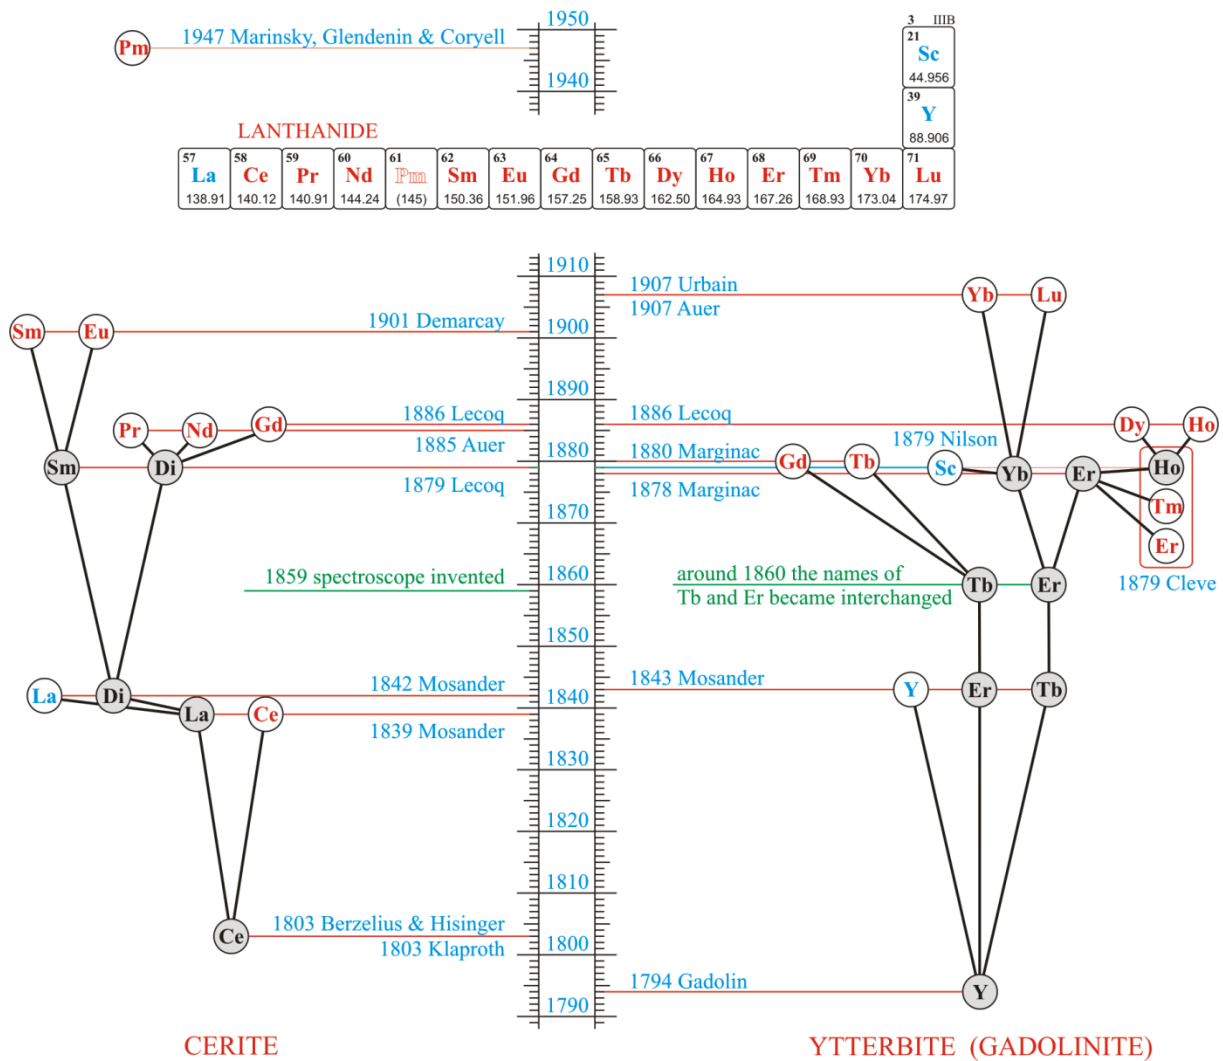 1950
1947 Marinsky, Glendenin & Coryell
Pm
1940
3 IIIB
21
Sc
44.956
39
Y
88.906
LANTHANIDE
57 58 59 60 61 62 63 64 65 66 67 68 69 70 71
La Ce Pr Nd Pm Sm Eu Gd Tb Dy Ho Er Tm Yb Lu
138.91 140.12 140.91 144.24 (145) 150.36 151.96 157.25 158.93 162.50 164.93 167.26 168.93 173.04 174.97
1910
1907 Urbain
Yb Lu
1907 Auer
Sm Eu
1901 Demarcay
1900
1890
1886 Lecoq
1886 Lecoq
Pr Nd Gd
Dy Ho
1885 Auer
1879 Nilson
1880
1880 Marginac
Gd Tb Sc Yb Er Ho
Sm Di
1879 Lecoq
1878 Marginac
Tm
1870
Er
1859 spectroscope invented
1860
around 1860 the names of
Tb and Er became interchanged
Tb Er
1879 Cleve
1850
La Di
1842 Mosander
1840
1843 Mosander
Y Er Tb
La Ce
1839 Mosander
1830
1820
1810
1803 Berzelius & Hisinger
Ce
1803 Klaproth
1800
1794 Gadolin
Y
1790
CERITE
YTTERBITE (GADOLINITE)